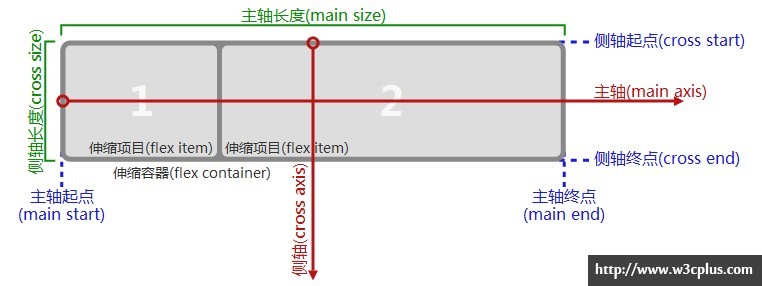 主轴长度(main size)
侧轴起点(cross start)
侧轴长度(cross size)
1
2
主轴(main axis)
伸缩项目(flex item)
伸缩项目(flex item)
侧轴终点(cross end)
伸缩容器(flex container)
侧轴(cross axis)
主轴起点
(main start)
主轴终点
(main end)
http://www.w3cplus.com